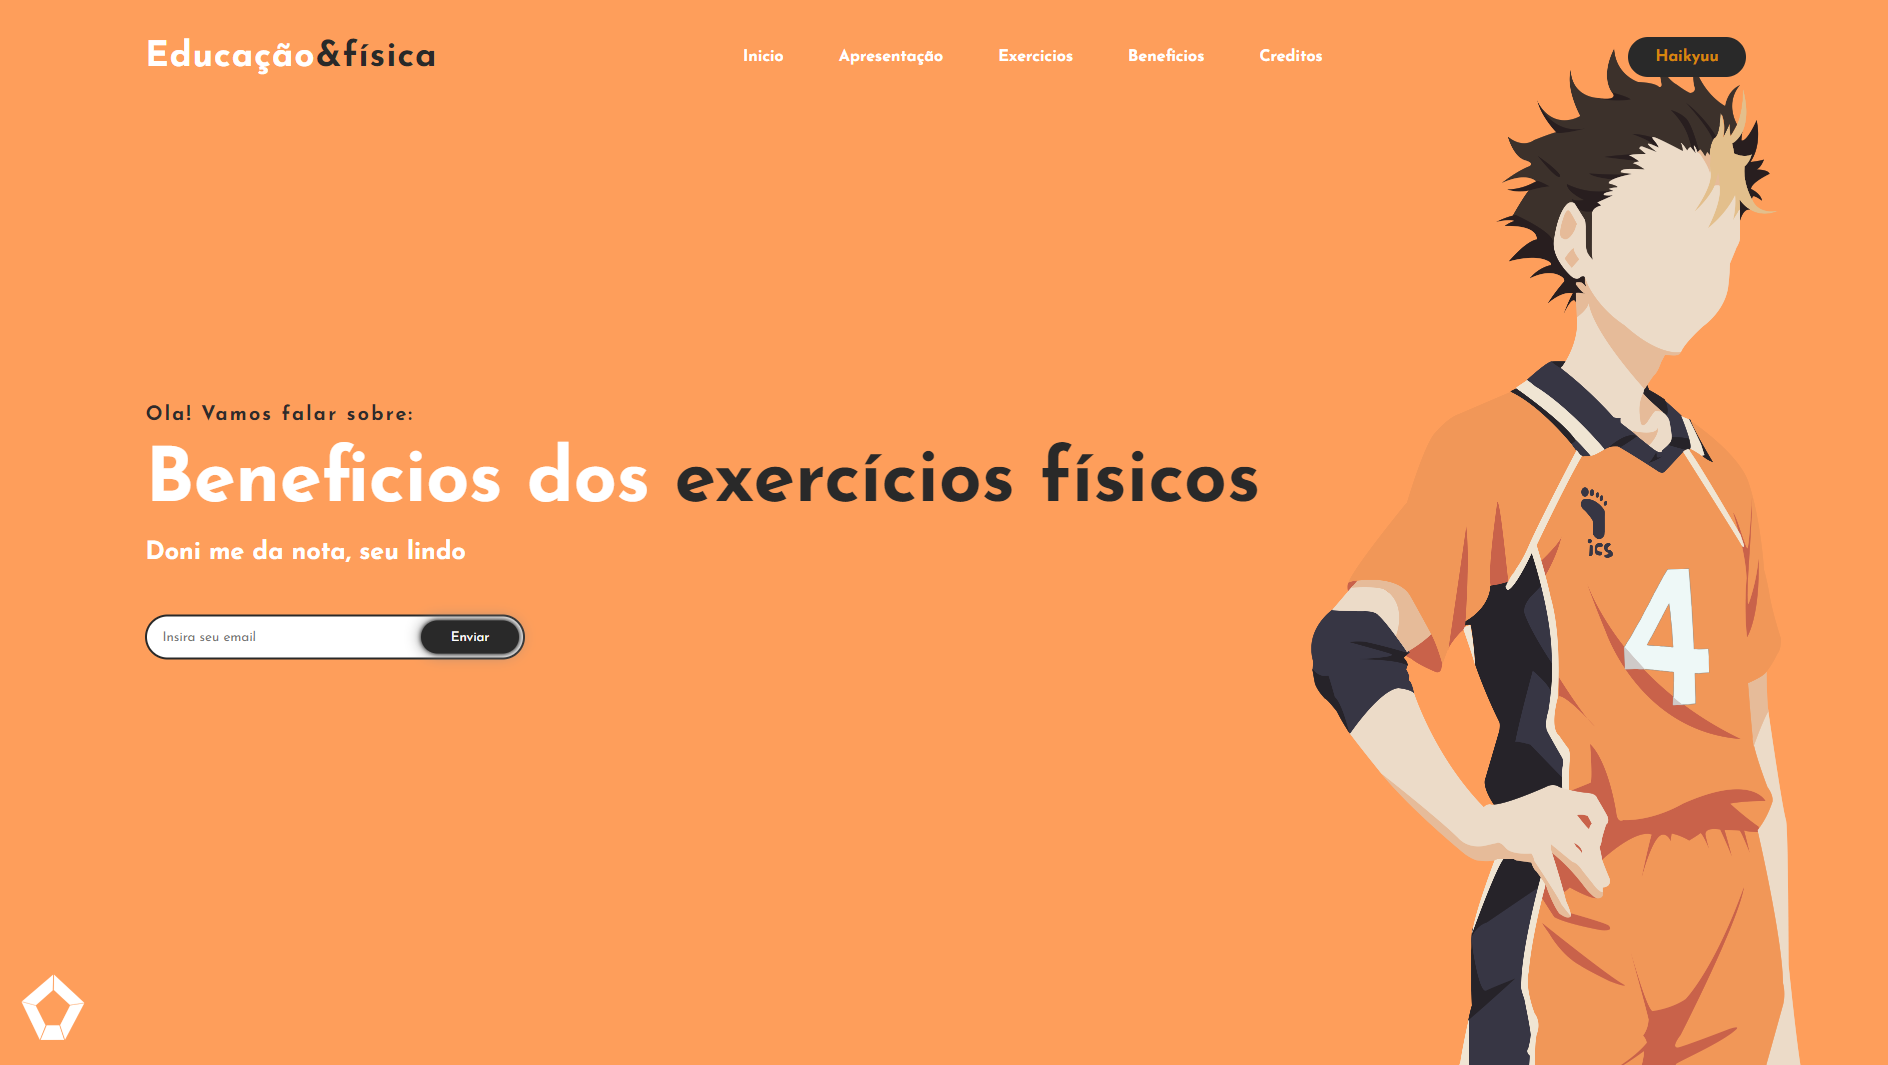 Educação&física
Inicio
Apresentação
Exercicios
Beneficios
Creditos
Haikyuu
Ola! Vamos falar sobre:
Beneficios dos exercícios físicos
Doni me da nota, seu lindo
Insira seu email
Enviar
ics
4